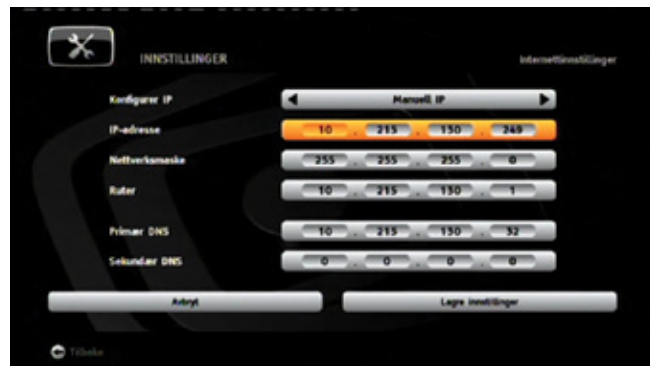 INNSTILLINGER
Internettinnstillinger
Konfigurer IP Manuell IP
IP-adresse 10 . 215 . 130 . 249
Nettverksmaske 255 . 255 . 255 . 0
Ruter 10 . 215 . 130 . 1
Primær DNS 10 . 215 . 130 . 32
Sekundær DNS 0 . 0 . 0 . 0
Avbryt Lagre innstillinger
Tilbake